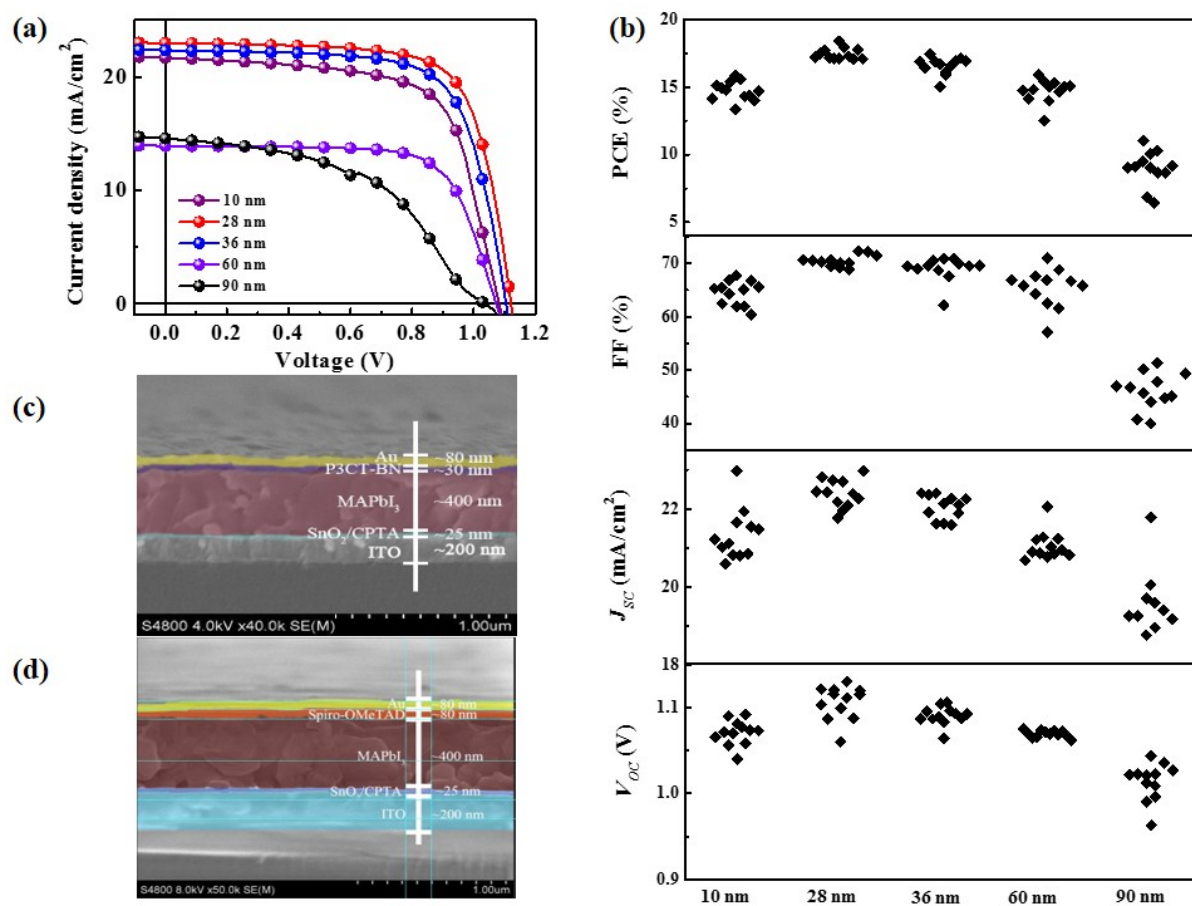 (a)
Current density (mA/cm²)
20
10
0
10 nm
28 nm
36 nm
60 nm
90 nm
0.0 0.2 0.4 0.6 0.8 1.0 1.2
Voltage (V)
(b)
PCE (%)
20
15
10
5
FF (%)
70
60
50
40
J_SC (mA/cm²)
22
20
18
V_OC (V)
1.1
1.0
0.9
10 nm 28 nm 36 nm 60 nm 90 nm
(c)
Au ~80 nm
P3CT-BN ~30 nm
MAPbI₃ ~400 nm
SnO₂/CPTA ~25 nm
ITO ~200 nm
S4800 4.0kV x40.0k SE(M) 1.00um
(d)
Au ~80 nm
Spiro-OMeTAD ~80 nm
MAPbI₃ ~400 nm
SnO₂/CPTA ~25 nm
ITO ~200 nm
S4800 8.0kV x50.0k SE(M) 1.00um